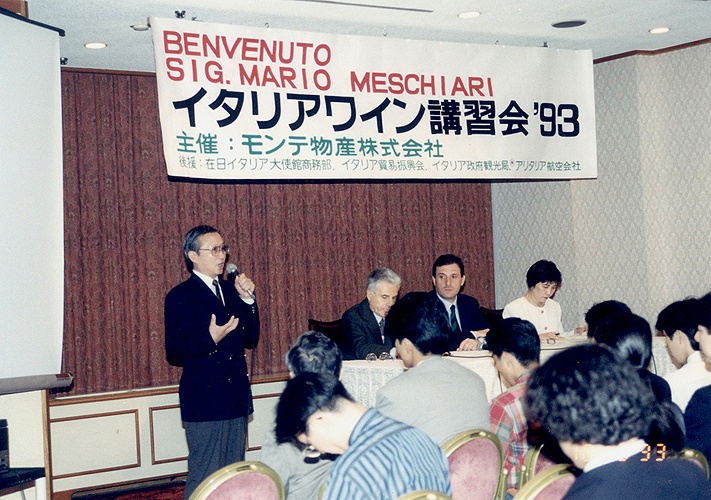 BENVENUTO
SIG. MARIO MESCHIARI
イタリアワイン講習会'93
主催：モンテ物産株式会社
後援：在日イタリア大使館商務部、イタリア貿易振興会、イタリア政府観光局、アリタリア航空会社